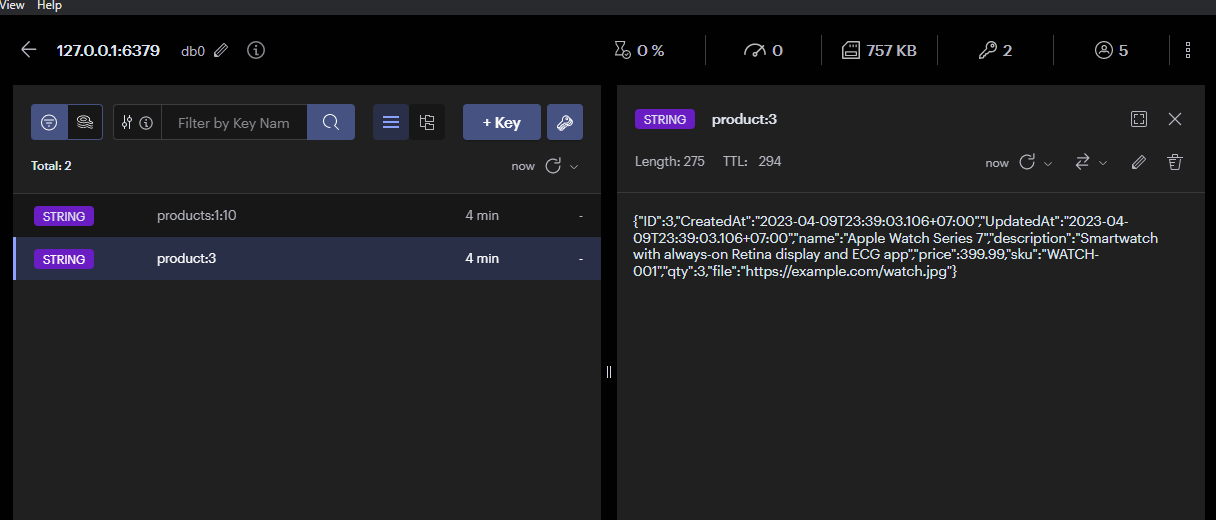 View Help
127.0.0.1:6379 db0 0 % 0 757 KB 2 5
Filter by Key Nam + Key
Total: 2 now
STRING products:1:10 4 min -
STRING product:3 4 min -
STRING product:3
Length: 275 TTL: 294 now
{"ID":3,"CreatedAt":"2023-04-09T23:39:03.106+07:00","UpdatedAt":"2023-04-
09T23:39:03.106+07:00","name":"Apple Watch Series 7","description":"Smartwatch
with always-on Retina display and ECG app","price":399.99,"sku":"WATCH-
001","qty":3,"file":"https://example.com/watch.jpg"}